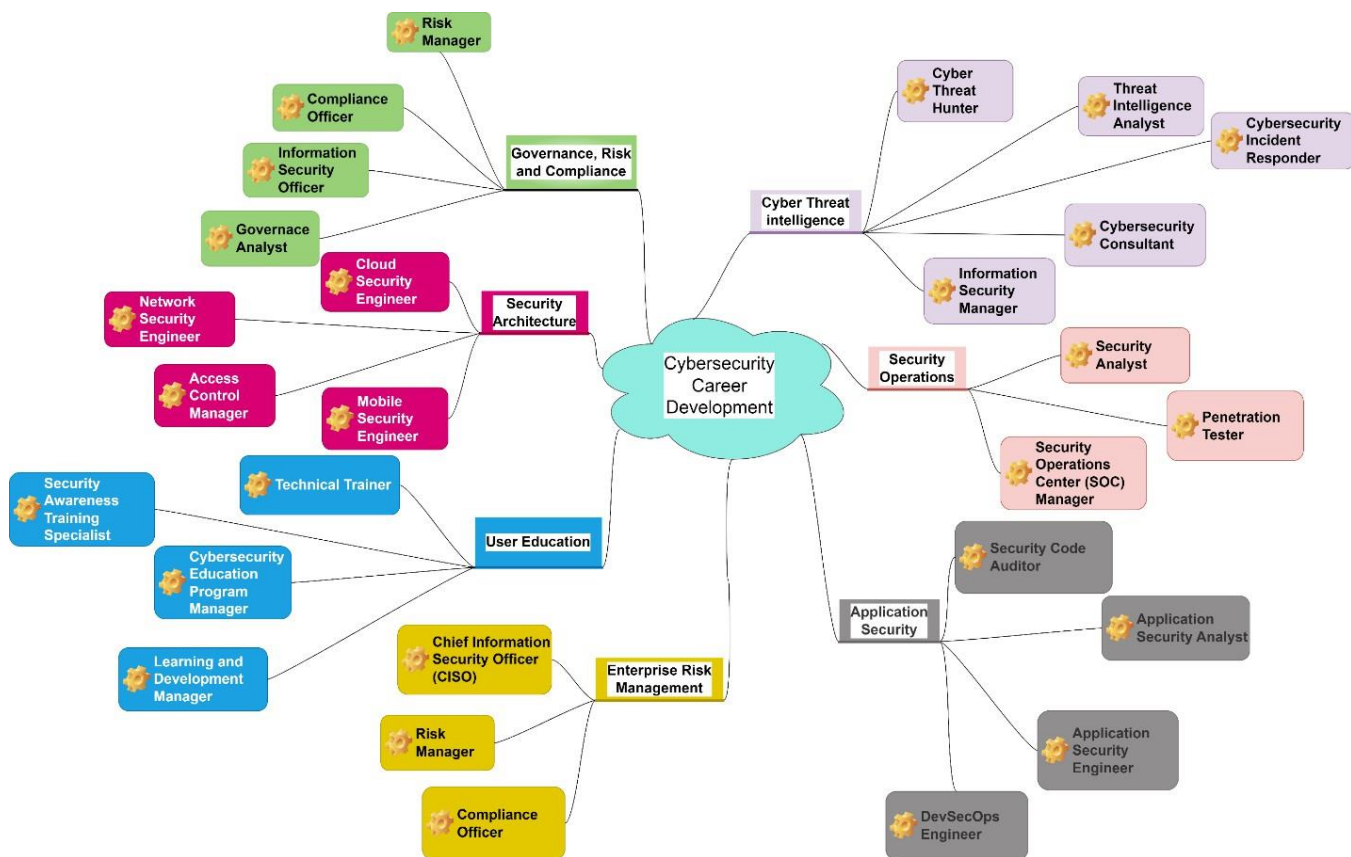 Risk
Manager
Compliance
Officer
Information
Security
Officer
Governace
Analyst
Governance, Risk
and Compliance
Cloud
Security
Engineer
Network
Security
Engineer
Access
Control
Manager
Mobile
Security
Engineer
Security
Architecture
Technical Trainer
Security
Awareness
Training
Specialist
Cybersecurity
Education
Program
Manager
Learning and
Development
Manager
User Education
Chief Information
Security Officer
(CISO)
Risk
Manager
Compliance
Officer
Enterprise Risk
Management
Cybersecurity
Career
Development
Cyber Threat
intelligence
Cyber
Threat
Hunter
Threat
Intelligence
Analyst
Cybersecurity
Incident
Responder
Cybersecurity
Consultant
Information
Security
Manager
Security
Operations
Security
Analyst
Penetration
Tester
Security
Operations
Center (SOC)
Manager
Application
Security
Security Code
Auditor
Application
Security Analyst
Application
Security
Engineer
DevSecOps
Engineer